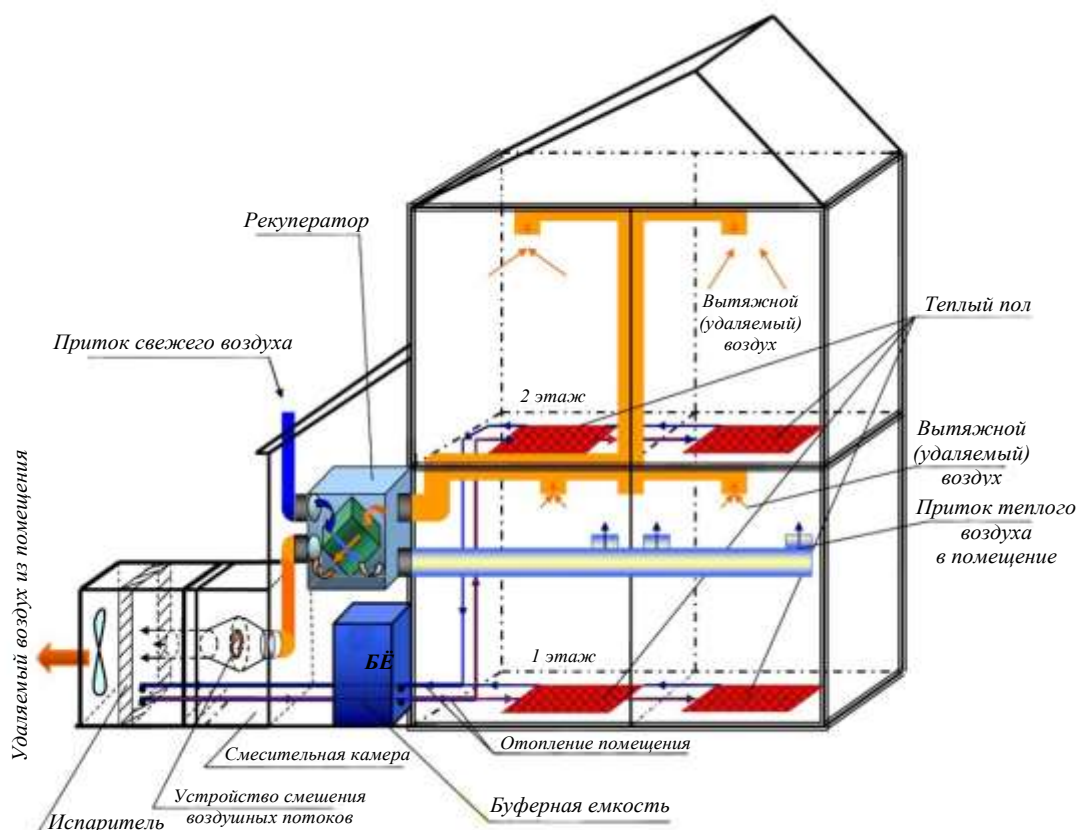 Рекуператор
Вытяжной
(удаляемый)
воздух
Теплый пол
Приток свежего воздуха
2 этаж
Вытяжной
(удаляемый)
воздух
Приток теплого
воздуха
в помещение
Удаляемый воздух из помещения
БЁ
1 этаж
Отопление помещения
Смесительная камера
Устройство смешения
воздушных потоков
Буферная емкость
Испаритель